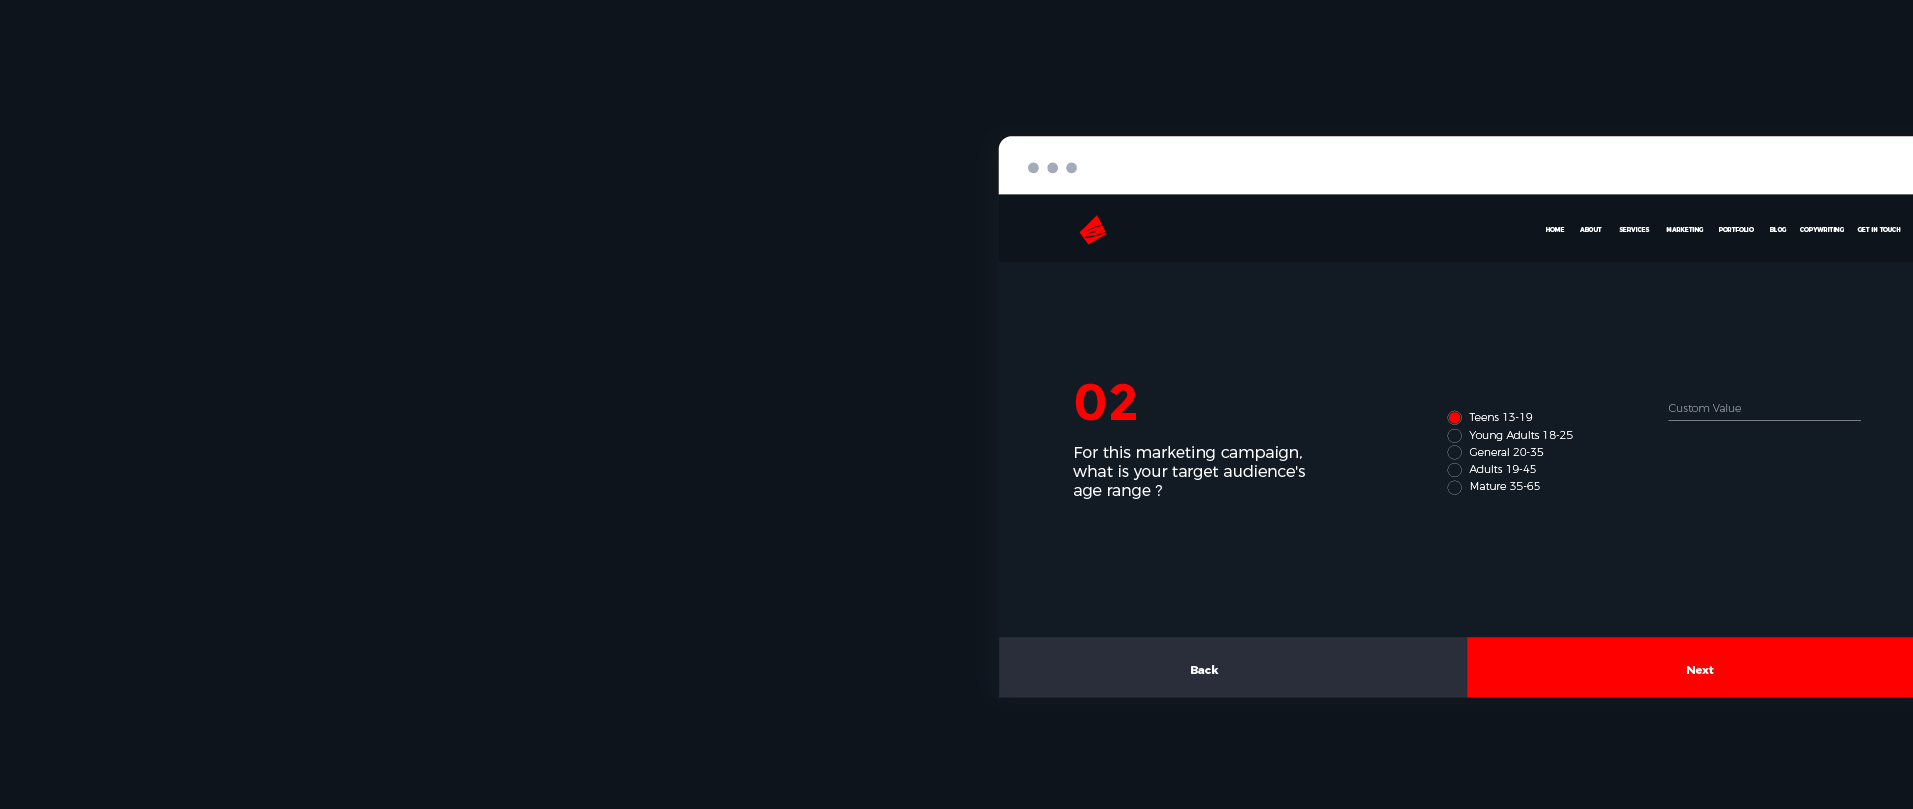 HOME ABOUT SERVICES MARKETING PORTFOLIO BLOG COPYWRITING GET IN TOUCH
02
For this marketing campaign,
what is your target audience's
age range ?
Teens 13-19
Young Adults 18-25
General 20-35
Adults 19-45
Mature 35-65
Custom Value
Back
Next